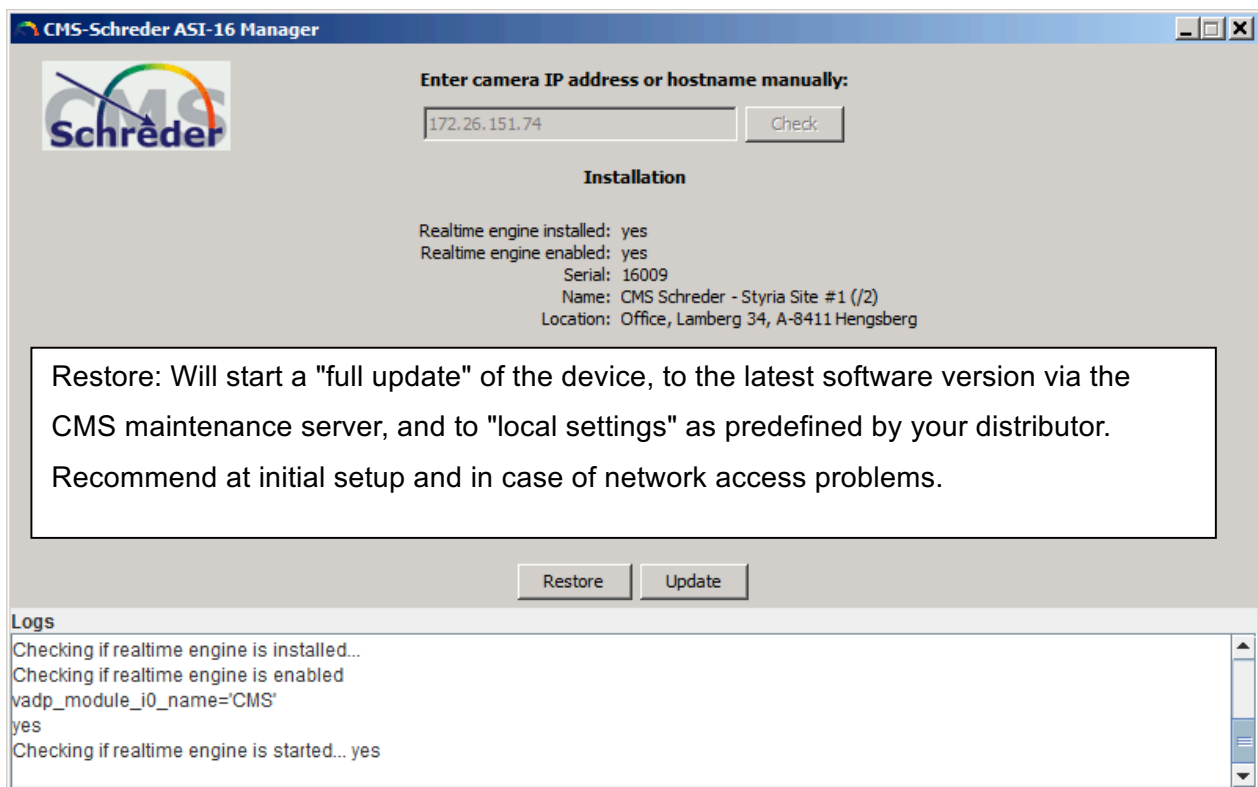 CMS-Schreder ASI-16 Manager
CMS
Schrèder
Enter camera IP address or hostname manually:
172.26.151.74
Check
Installation
Realtime engine installed: yes
Realtime engine enabled: yes
Serial: 16009
Name: CMS Schreder - Styria Site #1 (/2)
Location: Office, Lamberg 34, A-8411 Hengsberg
Restore: Will start a "full update" of the device, to the latest software version via the
CMS maintenance server, and to "local settings" as predefined by your distributor.
Recommend at initial setup and in case of network access problems.
Restore
Update
Logs
Checking if realtime engine is installed...
Checking if realtime engine is enabled
vadp_module_i0_name='CMS'
yes
Checking if realtime engine is started... yes